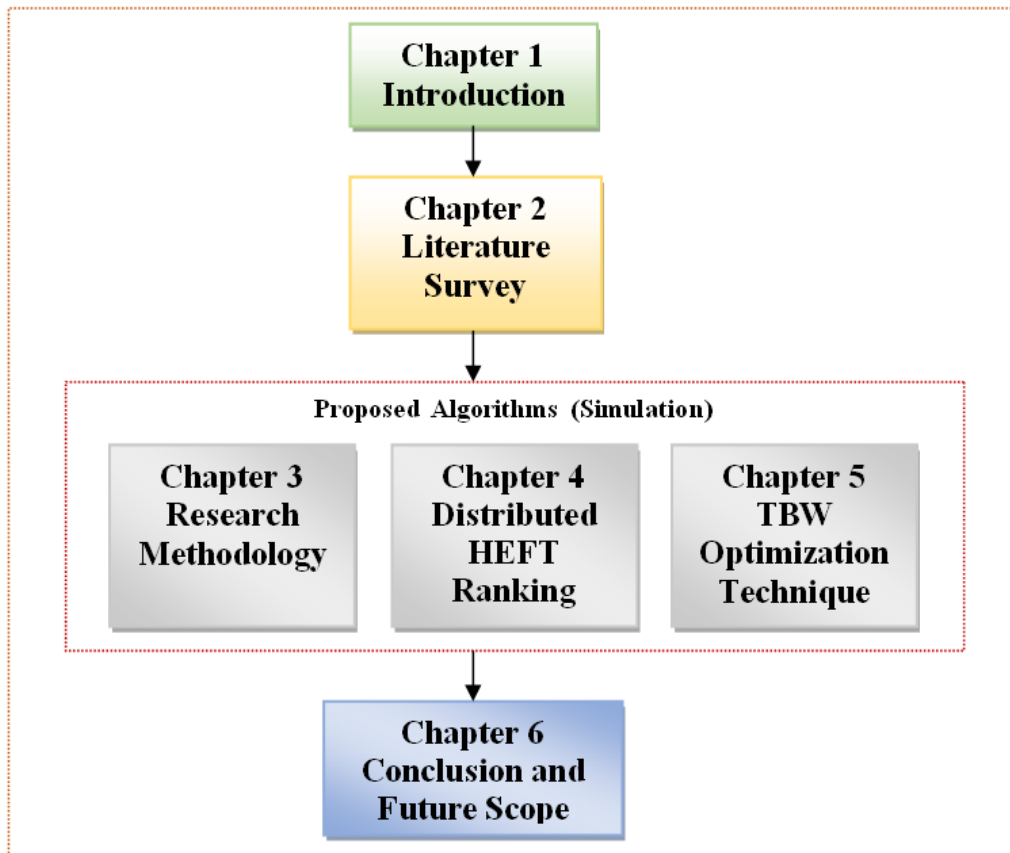 Chapter 1
Introduction
Chapter 2
Literature
Survey
Proposed Algorithms (Simulation)
Chapter 3
Research
Methodology
Chapter 4
Distributed
HEFT
Ranking
Chapter 5
TBW
Optimization
Technique
Chapter 6
Conclusion and
Future Scope